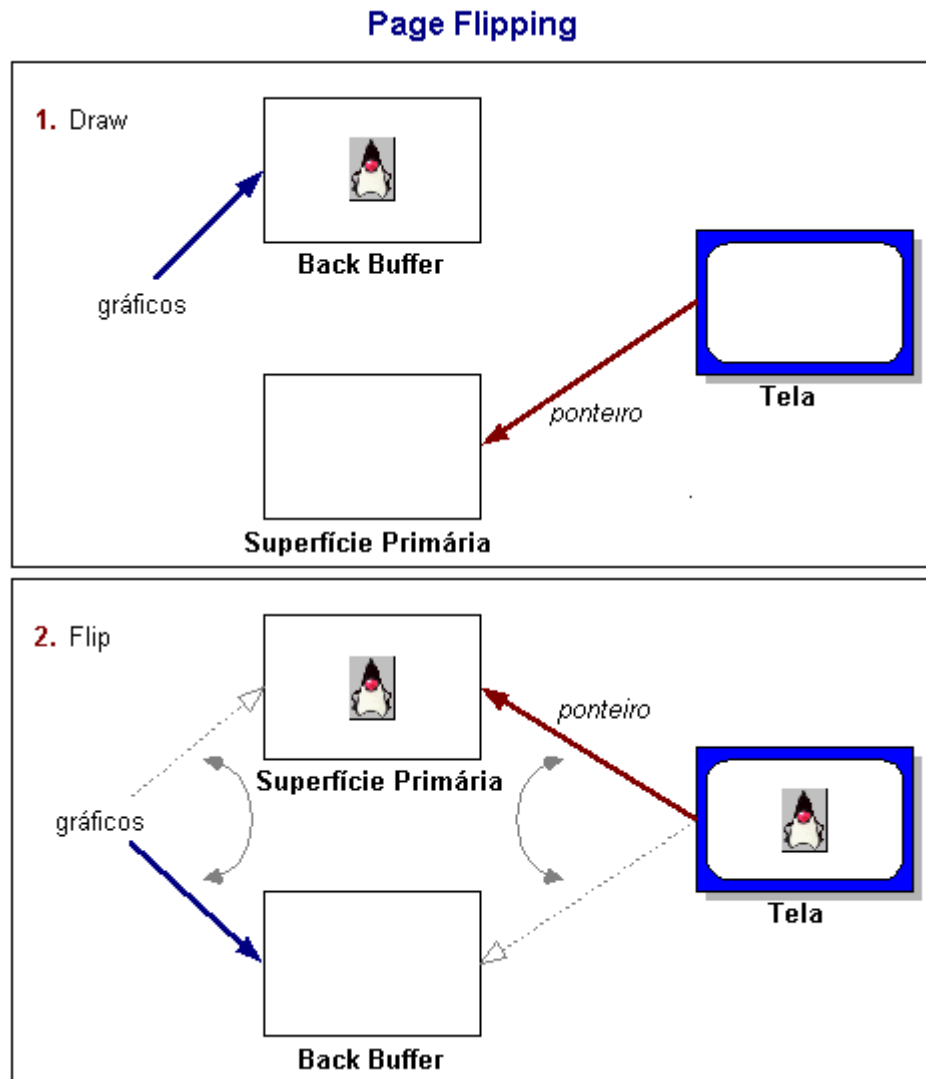 Page Flipping
1. Draw
Back Buffer
gráficos
Tela
ponteiro
Superfície Primária
2. Flip
ponteiro
Superfície Primária
gráficos
Tela
Back Buffer